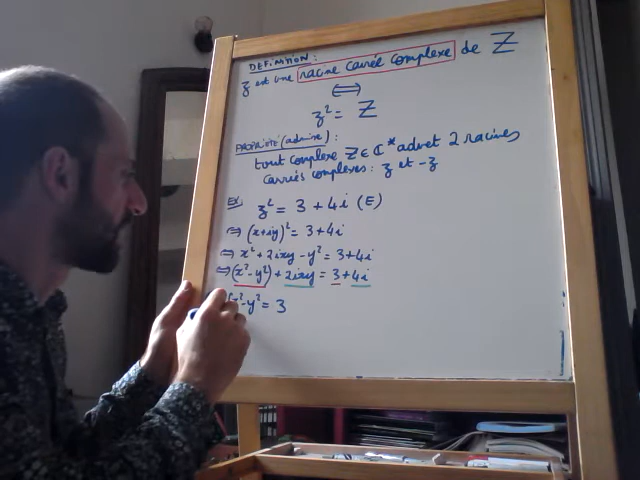 DEFINITION :
z est une racine carrée complexe de Z
⟺
z² = Z
PROPRIÉTÉ (admise) :
tout complexe Z ∈ ℂ* admet 2 racines
carrées complexes : z et -z
EX
z² = 3 + 4i (E)
⟺ (x+iy)² = 3+4i
⟺ x² + 2ixy - y² = 3+4i
⟺ (x² - y²) + 2ixy = 3 + 4i
x²-y² = 3